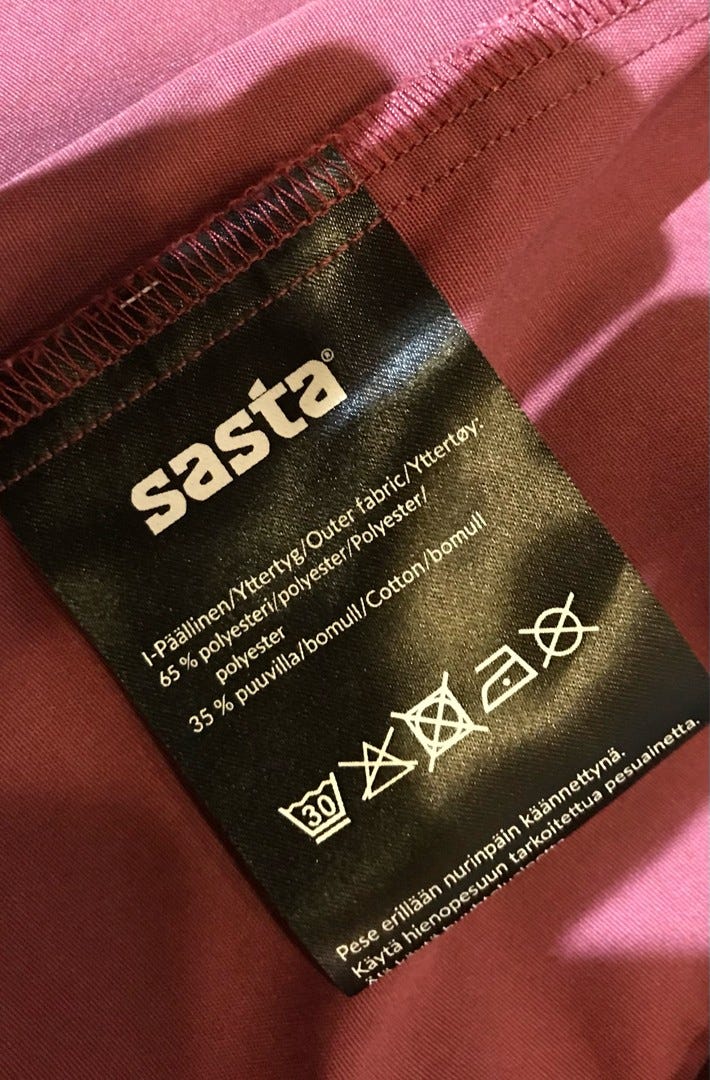 sasta®
I-Päällinen/Yttertyg/Outer fabric/Yttertøy:
65 % polyesteri/polyester/Polyester/
polyester
35 % puuvilla/bomull/Cotton/bomull
30
Pese erillään nurinpäin käännettynä.
Käytä hienopesuun tarkoitettua pesuainetta.